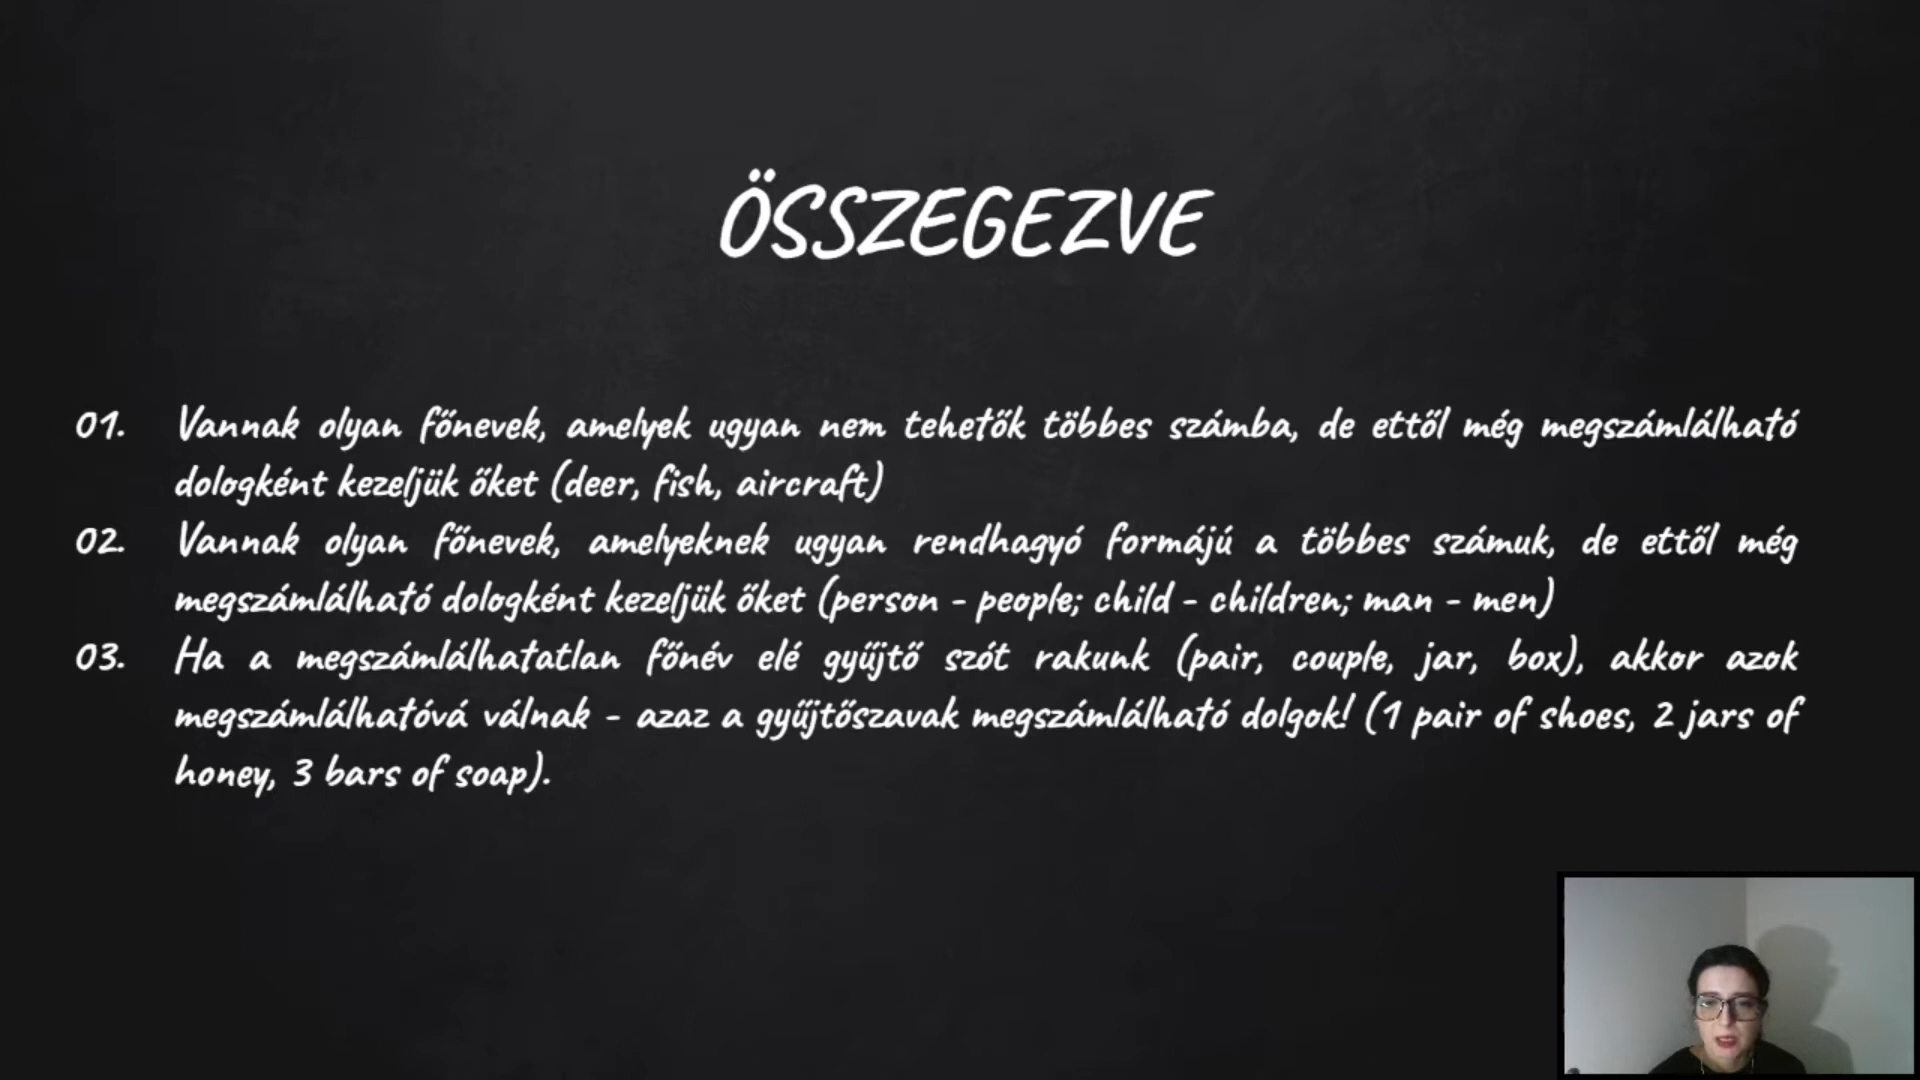 ÖSSZEGEZVE
01. Vannak olyan főnevek, amelyek ugyan nem tehetők többes számba, de ettől még megszámlálható
dologként kezeljük őket (deer, fish, aircraft)
02. Vannak olyan főnevek, amelyeknek ugyan rendhagyó formájú a többes számuk, de ettől még
megszámlálható dologként kezeljük őket (person - people; child - children; man - men)
03. Ha a megszámlálhatatlan főnév elé gyűjtő szót rakunk (pair, couple, jar, box), akkor azok
megszámlálhatóvá válnak - azaz a gyűjtőszavak megszámlálható dolgok! (1 pair of shoes, 2 jars of
honey, 3 bars of soap).